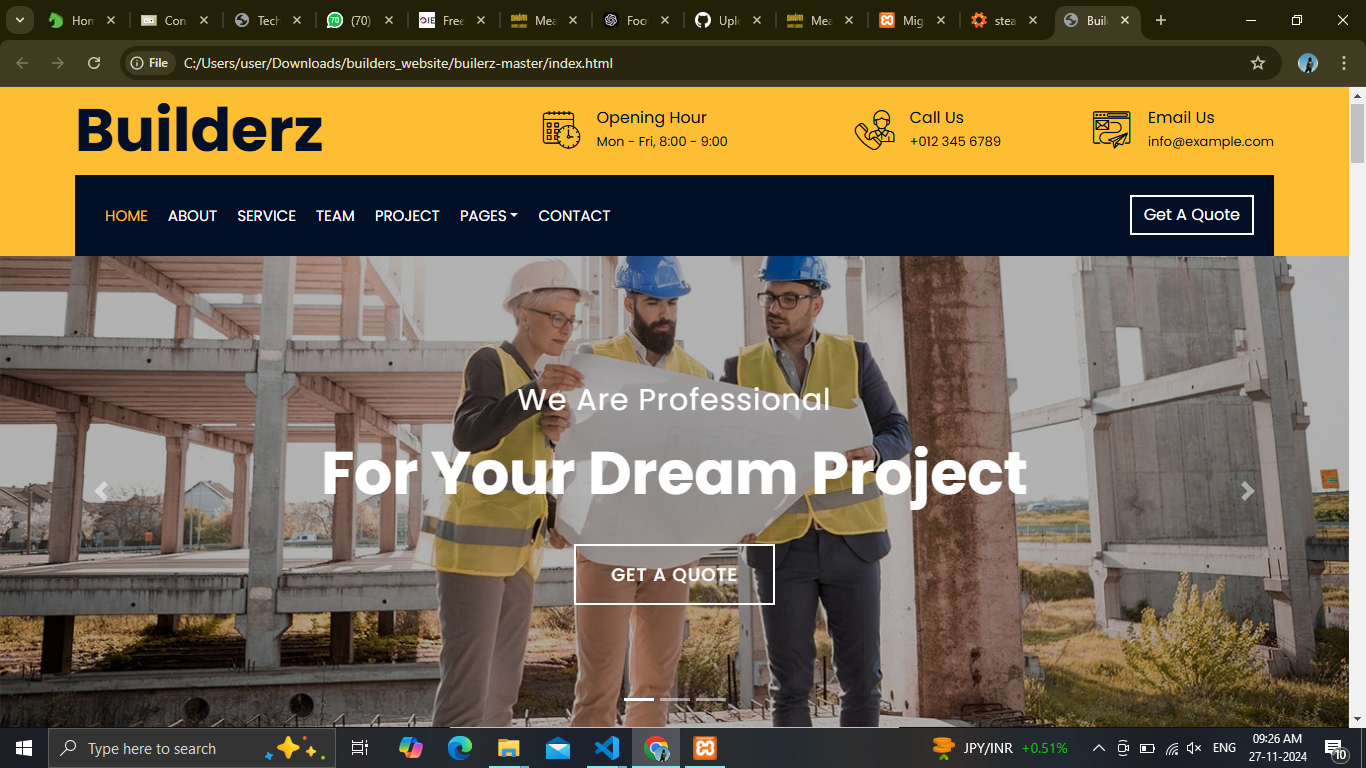 Hom
Con
Tech
70
(70)
OIE
Free
Mea
Foo
Uplo
Mea
Mig
stea
Buil
File
C:/Users/user/Downloads/builders_website/builerz-master/index.html
Builderz
Opening Hour
Mon - Fri, 8:00 - 9:00
Call Us
+012 345 6789
Email Us
info@example.com
HOME ABOUT SERVICE TEAM PROJECT PAGES CONTACT
Get A Quote
We Are Professional
For Your Dream Project
GET A QUOTE
Type here to search
JPY/INR +0.51%
ENG
09:26 AM
27-11-2024
10